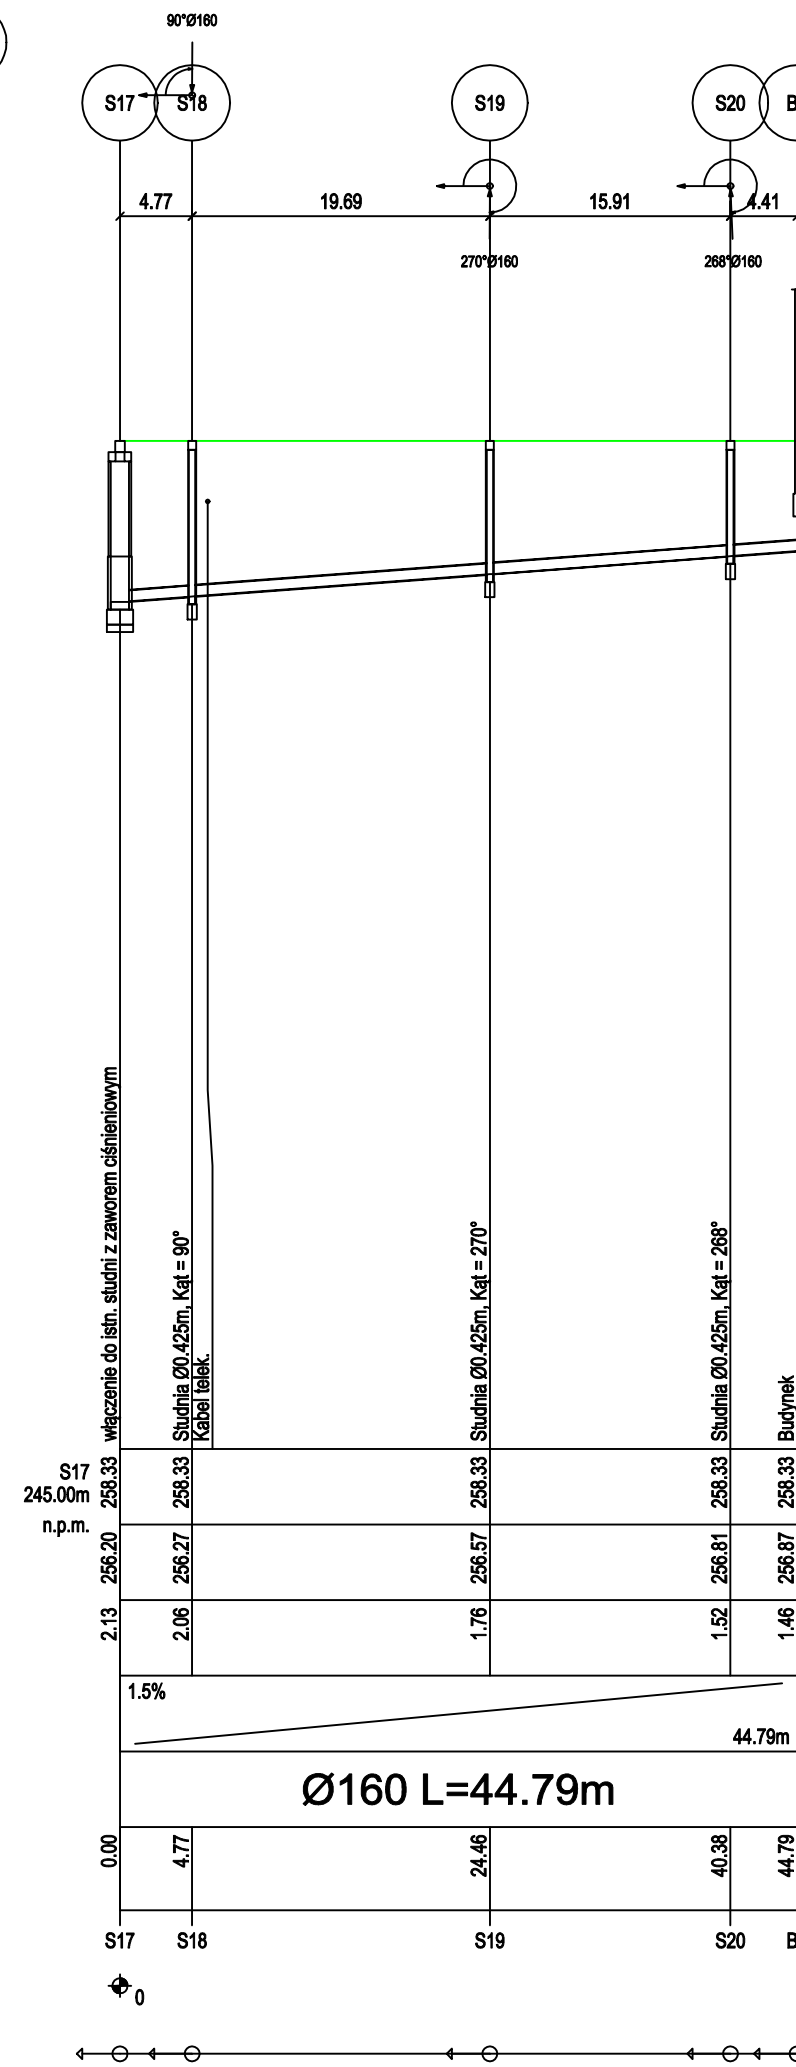 90°Ø160
S17
S18
S19
S20
B
4.77
19.69
15.91
4.41
270°Ø160
268°Ø160
włączenie do istn. studni z zaworem ciśnieniowym
Studnia Ø0.425m, Kąt = 90°
Kabel telek.
Studnia Ø0.425m, Kąt = 270°
Studnia Ø0.425m, Kąt = 268°
Budynek
S17
245.00m
n.p.m.
258.33
258.33
258.33
258.33
258.33
256.20
256.27
256.57
256.81
256.87
2.13
2.06
1.76
1.52
1.46
1.5%
44.79m
Ø160 L=44.79m
0.00
4.77
24.46
40.38
44.79
S17
S18
S19
S20
B
0